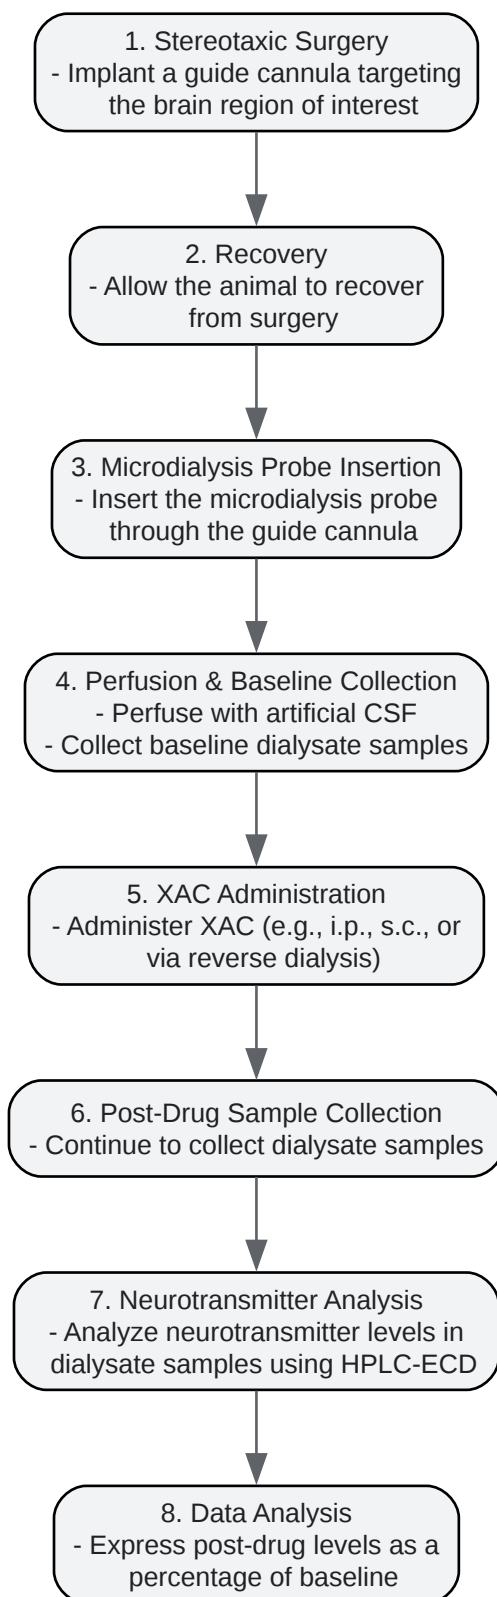 1. Stereotaxic Surgery
- Implant a guide cannula targeting
the brain region of interest
2. Recovery
- Allow the animal to recover
from surgery
3. Microdialysis Probe Insertion
- Insert the microdialysis probe
through the guide cannula
4. Perfusion & Baseline Collection
- Perfuse with artificial CSF
- Collect baseline dialysate samples
5. XAC Administration
- Administer XAC (e.g., i.p., s.c., or
via reverse dialysis)
6. Post-Drug Sample Collection
- Continue to collect dialysate samples
7. Neurotransmitter Analysis
- Analyze neurotransmitter levels in
dialysate samples using HPLC-ECD
8. Data Analysis
- Express post-drug levels as a
percentage of baseline